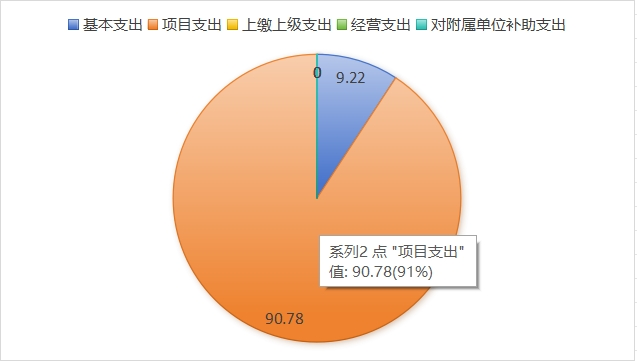 基本支出 项目支出 上缴上级支出 经营支出 对附属单位补助支出
0
9.22
系列2 点 "项目支出"
值: 90.78(91%)
90.78